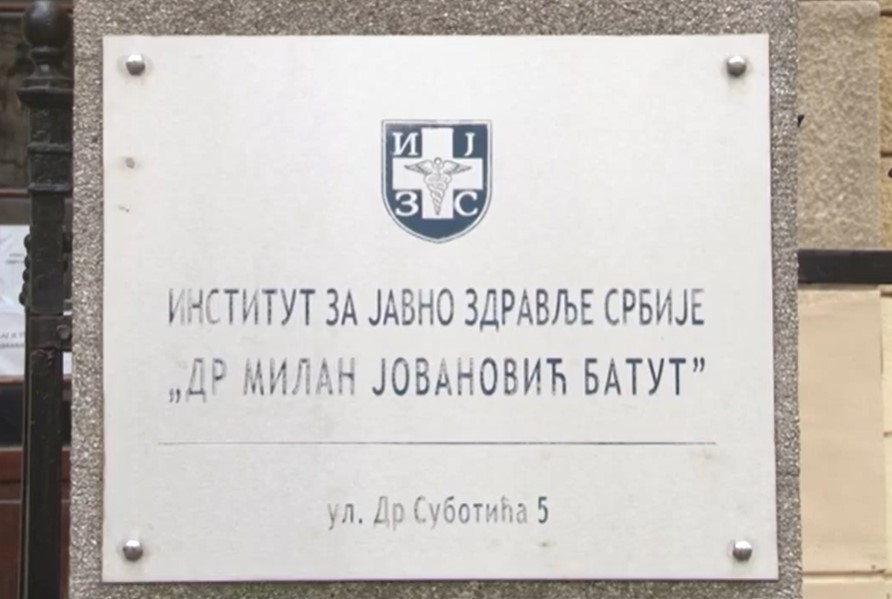 И Ј
З С
ИНСТИТУТ ЗА ЈАВНО ЗДРАВЉЕ СРБИЈЕ
„ДР МИЛАН ЈОВАНОВИЋ БАТУТ”
ул. Др Суботића 5